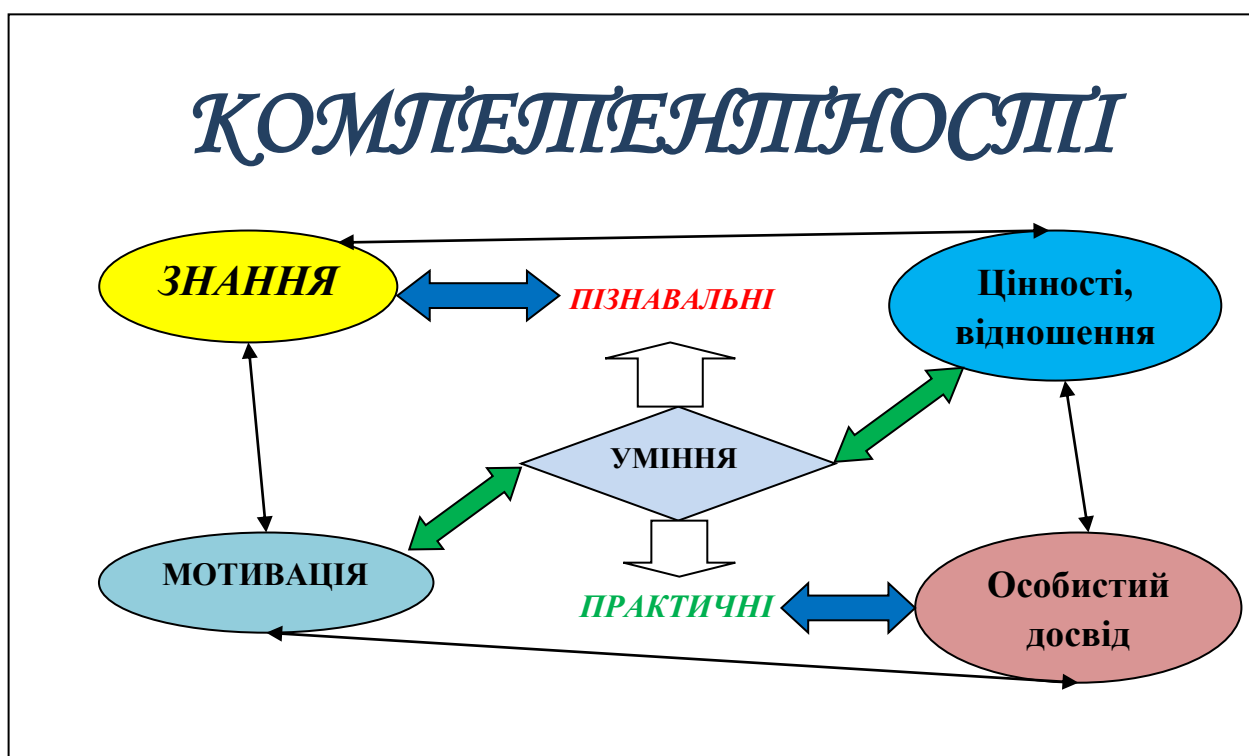 КОМПЕТЕНТНОСТІ
ЗНАННЯ
ПІЗНАВАЛЬНІ
Цінності,
відношення
УМІННЯ
МОТИВАЦІЯ
ПРАКТИЧНІ
Особистий
досвід